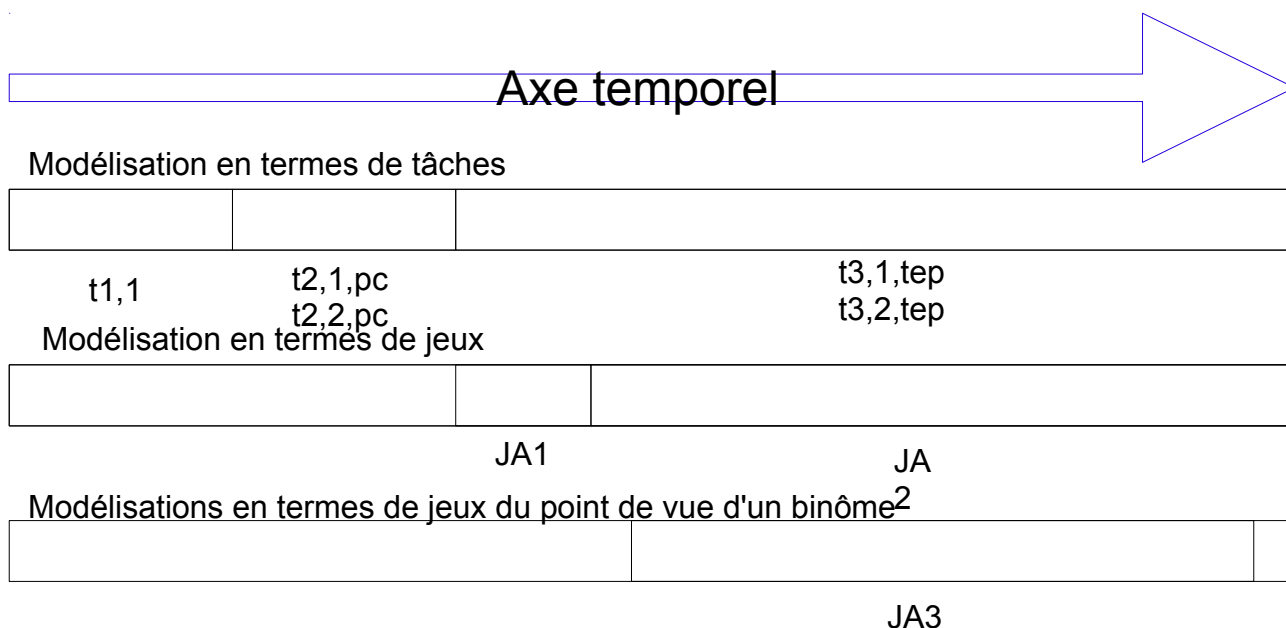 Axe temporel
Modélisation en termes de tâches
t1,1
t2,1,pc
t2,2,pc
t3,1,tep
t3,2,tep
Modélisation en termes de jeux
JA1
JA
2
Modélisations en termes de jeux du point de vue d'un binôme
JA3